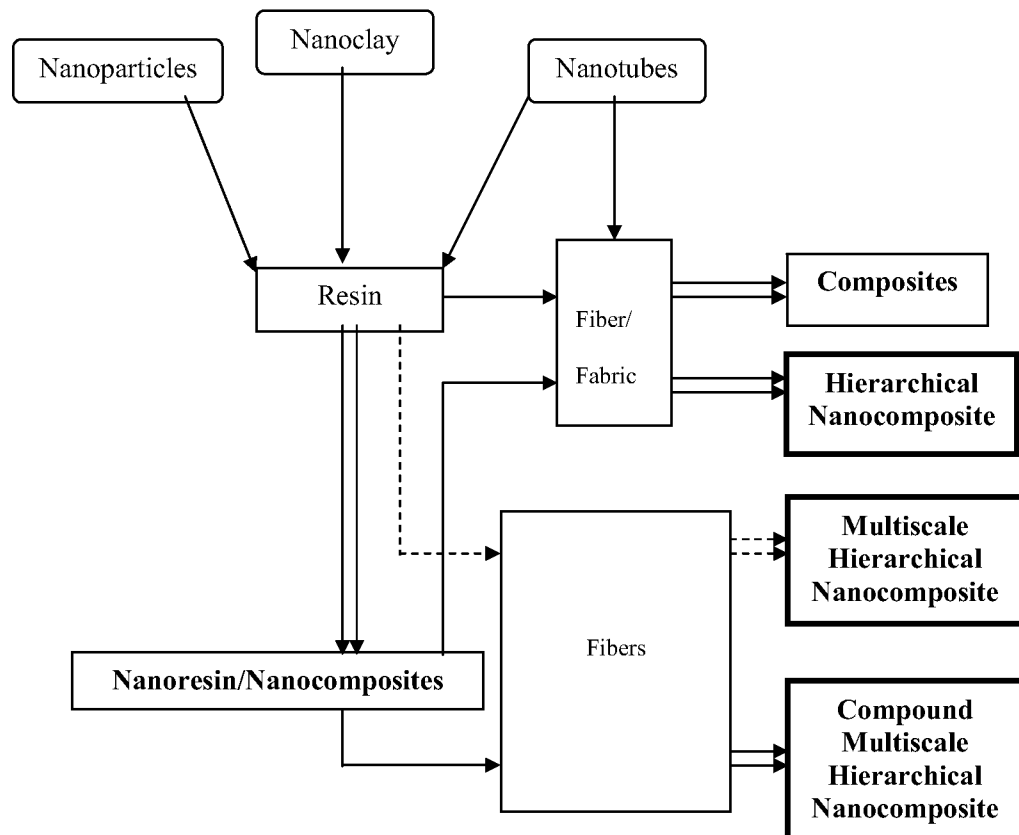 Nanoparticles
Nanoclay
Nanotubes
Resin
Fiber/
Fabric
Composites
Hierarchical
Nanocomposite
Multiscale
Hierarchical
Nanocomposite
Fibers
Nanoresin/Nanocomposites
Compound
Multiscale
Hierarchical
Nanocomposite